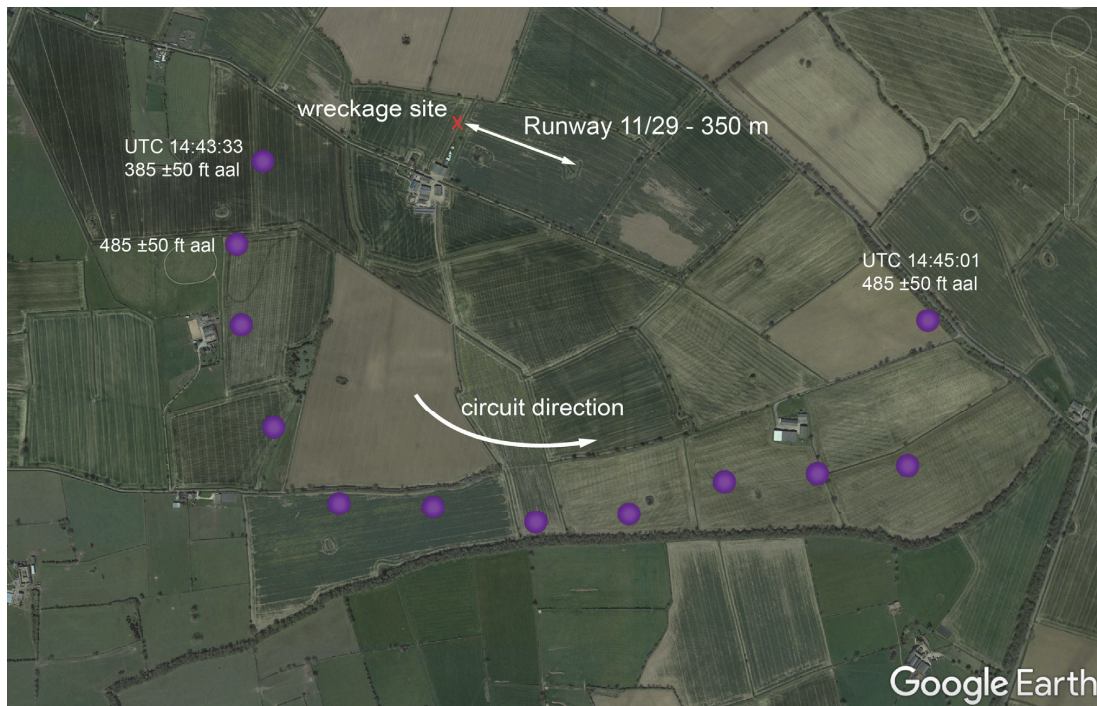 wreckage site
Runway 11/29 - 350 m
UTC 14:43:33
385 ±50 ft aal
485 ±50 ft aal
UTC 14:45:01
485 ±50 ft aal
circuit direction
Google Earth